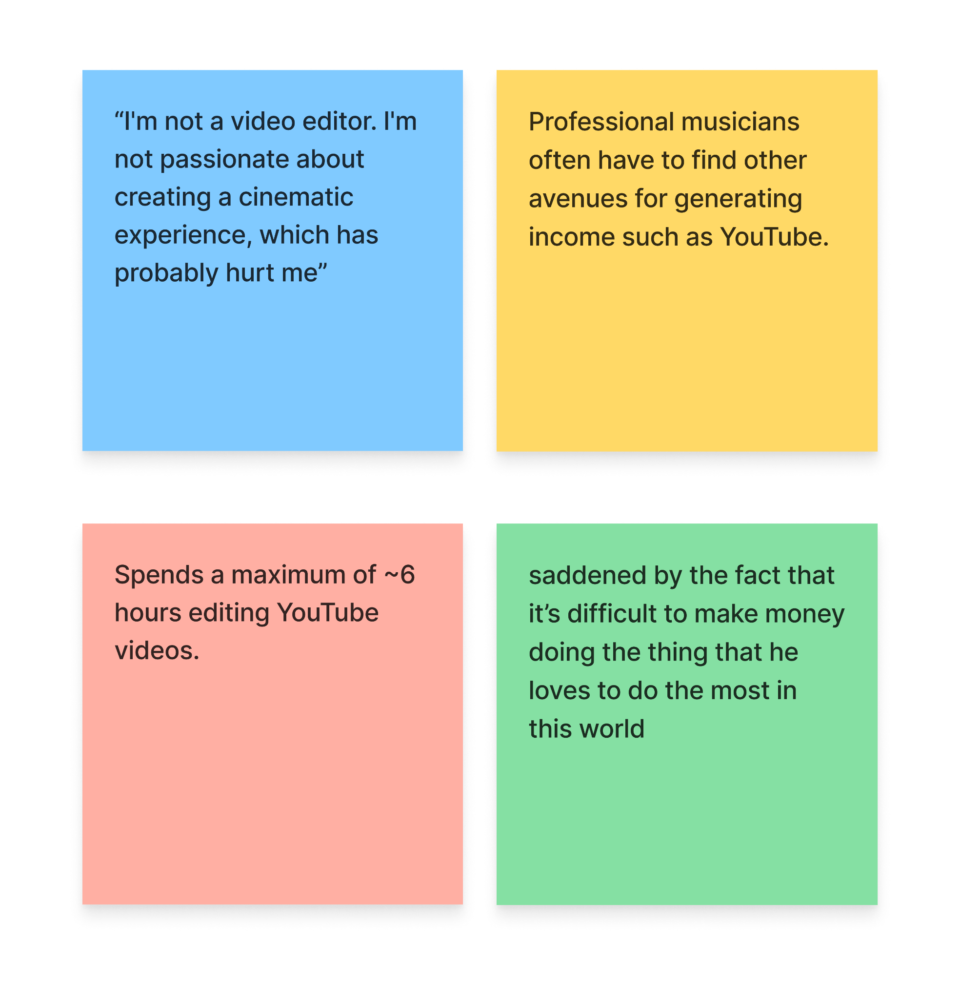 “I'm not a video editor. I'm
not passionate about
creating a cinematic
experience, which has
probably hurt me”
Professional musicians
often have to find other
avenues for generating
income such as YouTube.
Spends a maximum of ~6
hours editing YouTube
videos.
saddened by the fact that
it’s difficult to make money
doing the thing that he
loves to do the most in
this world